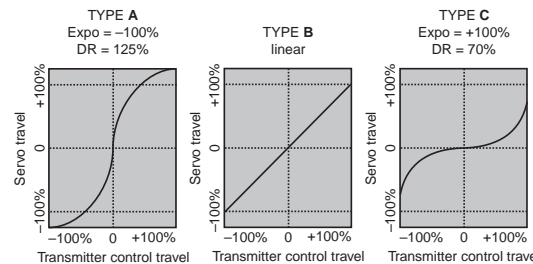 TYPE A
Expo = –100%
DR = 125%
Servo travel
+100%
0
–100%
–100% 0 +100%
Transmitter control travel
TYPE B
linear
Servo travel
+100%
0
–100%
–100% 0 +100%
Transmitter control travel
TYPE C
Expo = +100%
DR = 70%
Servo travel
+100%
0
–100%
–100% 0 +100%
Transmitter control travel